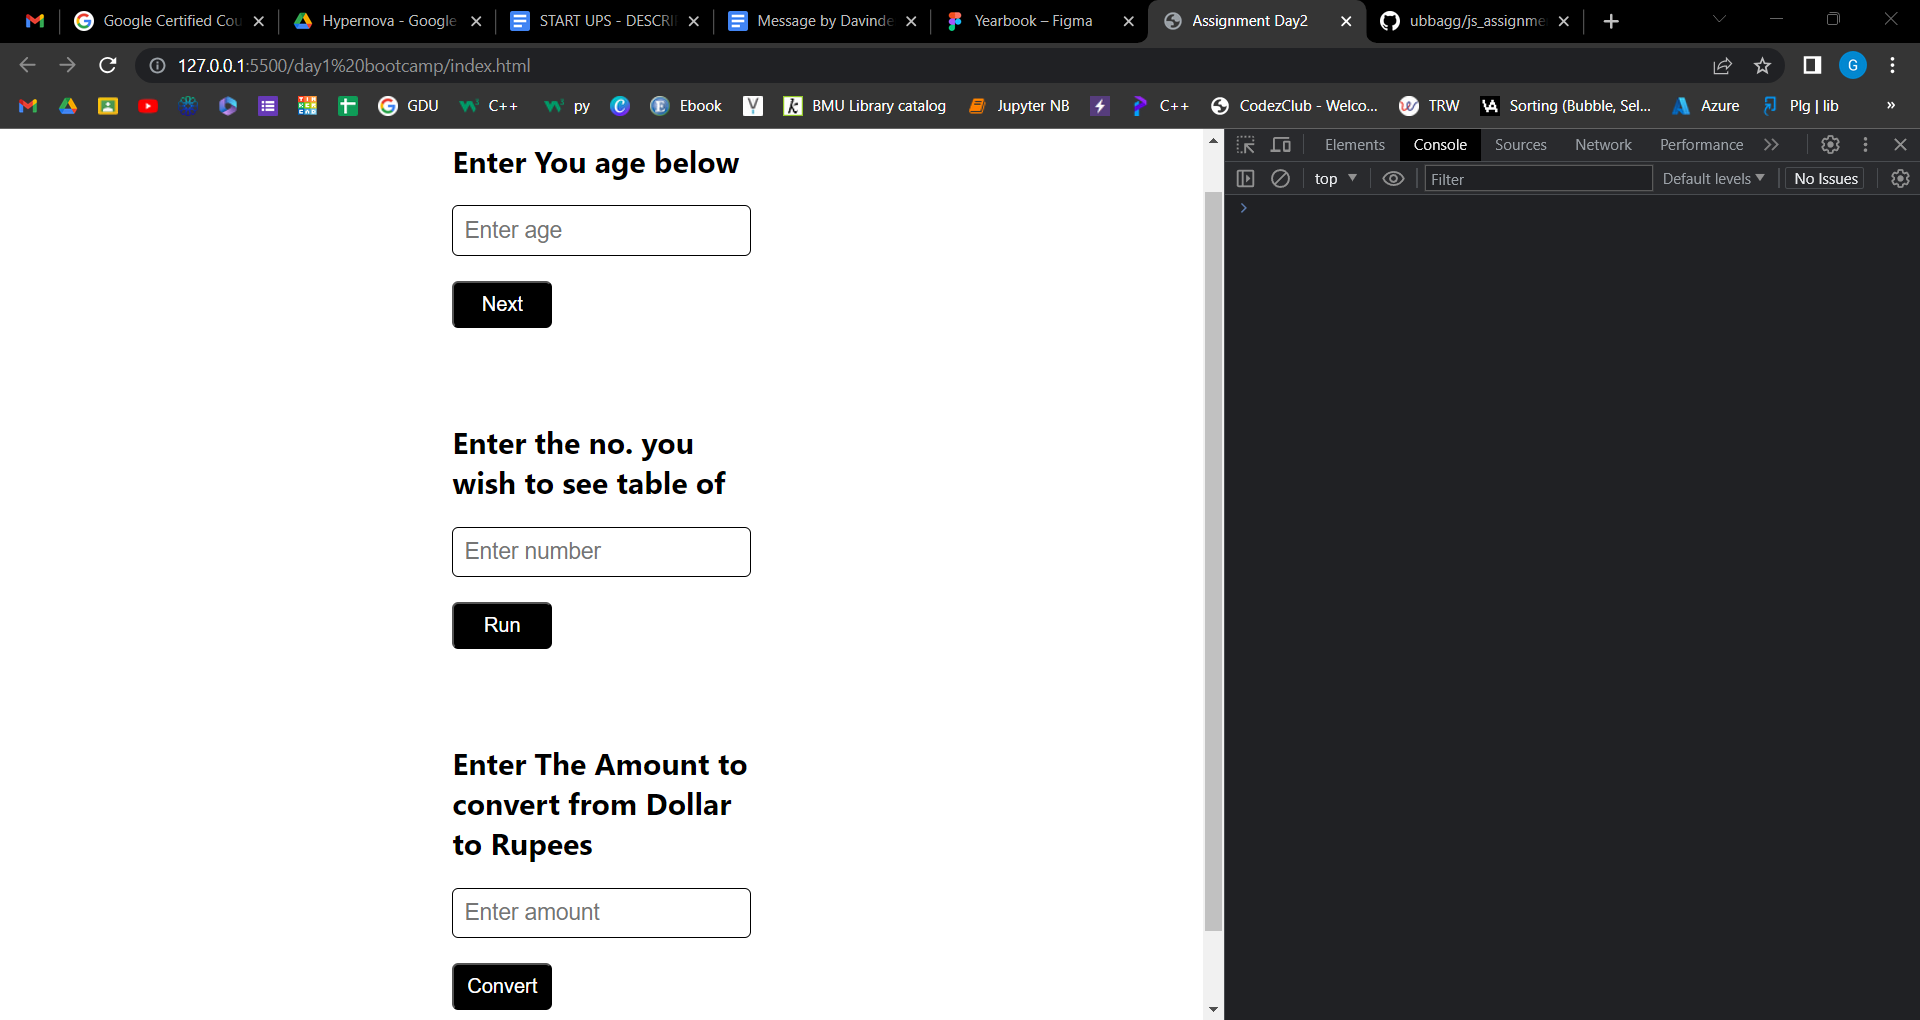 Google Certified Cou
Hypernova - Google
START UPS - DESCRI
Message by Davinde
Yearbook – Figma
Assignment Day2
ubbagg/js_assignme
127.0.0.1:5500/day1%20bootcamp/index.html
G
GDU
C++
py
Ebook
BMU Library catalog
Jupyter NB
C++
CodezClub - Welco...
TRW
Sorting (Bubble, Sel...
Azure
Plg | lib
»
Elements
Console
Sources
Network
Performance
top
Filter
Default levels
No Issues
Enter You age below
Enter age
Next
Enter the no. you
wish to see table of
Enter number
Run
Enter The Amount to
convert from Dollar
to Rupees
Enter amount
Convert